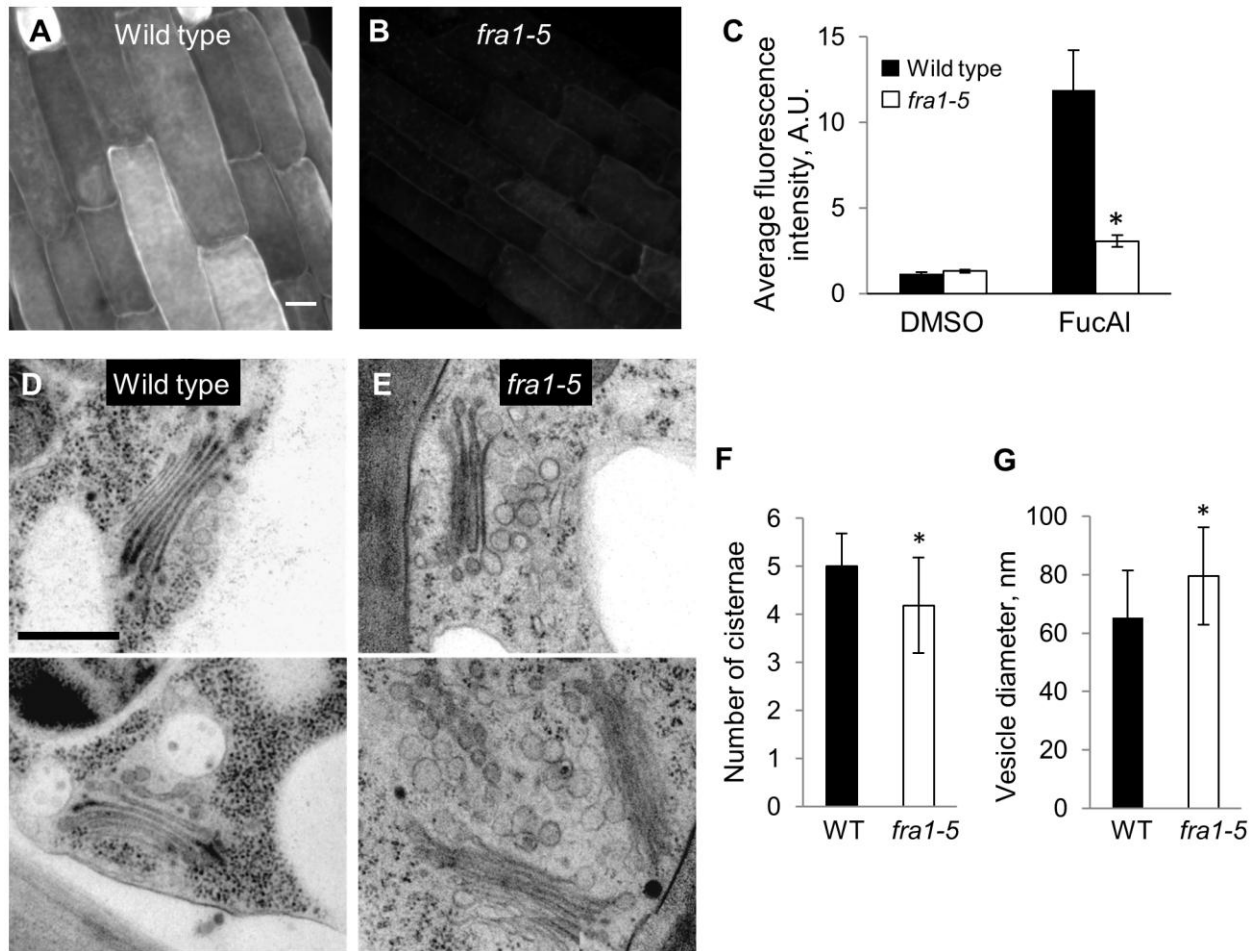 A
Wild type
B
fra1-5
C
Average fluorescence
intensity, A.U.
15
10
5
0
Wild type
fra1-5
*
DMSO
FucAl
D
Wild type
E
fra1-5
F
Number of cisternae
6
5
4
3
2
1
0
*
WT
fra1-5
G
Vesicle diameter, nm
100
80
60
40
20
0
*
WT
fra1-5